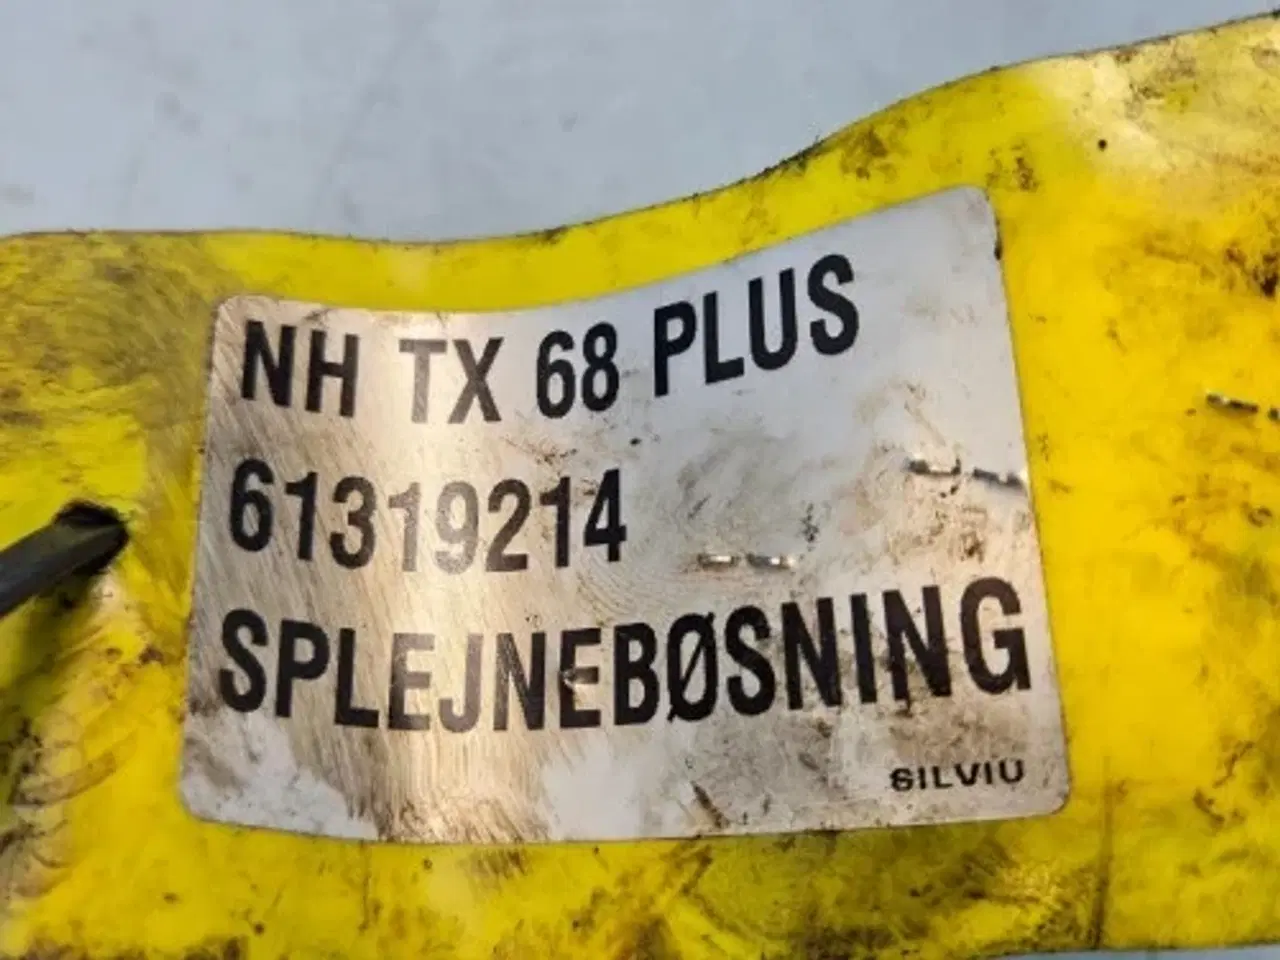 NH TX 68 PLUS
61319214
SPLEJNEBØSNING
SILVIU